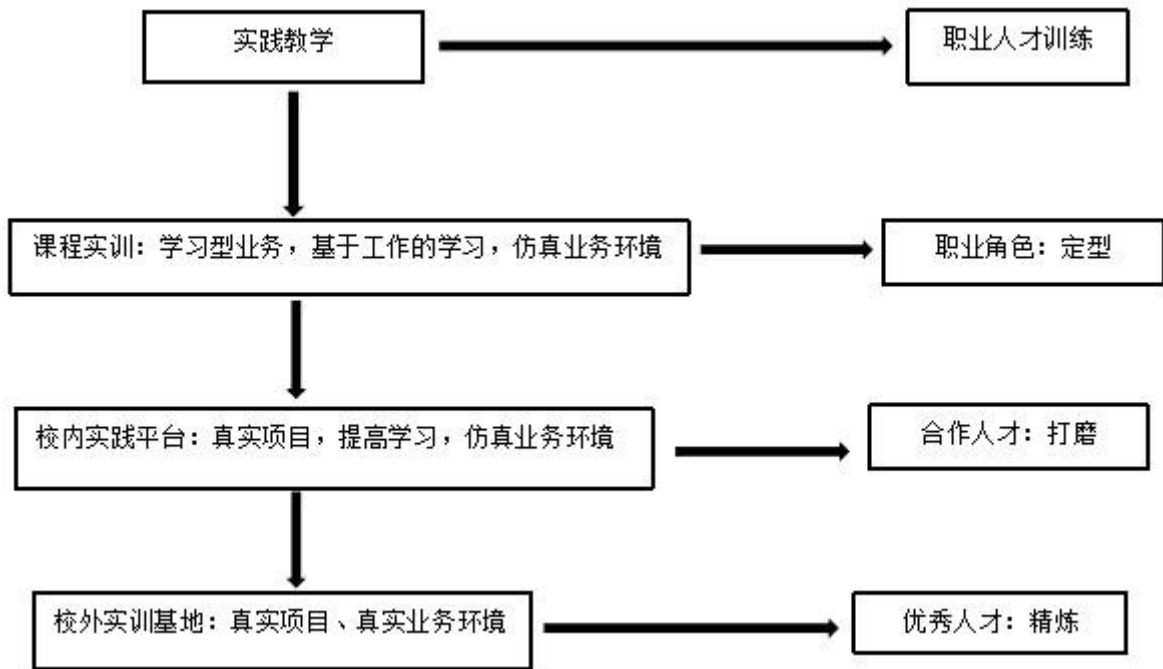 实践教学
职业人才训练
课程实训：学习型业务，基于工作的学习，仿真业务环境
职业角色：定型
校内实践平台：真实项目，提高学习，仿真业务环境
合作人才：打磨
校外实训基地：真实项目、真实业务环境
优秀人才：精炼